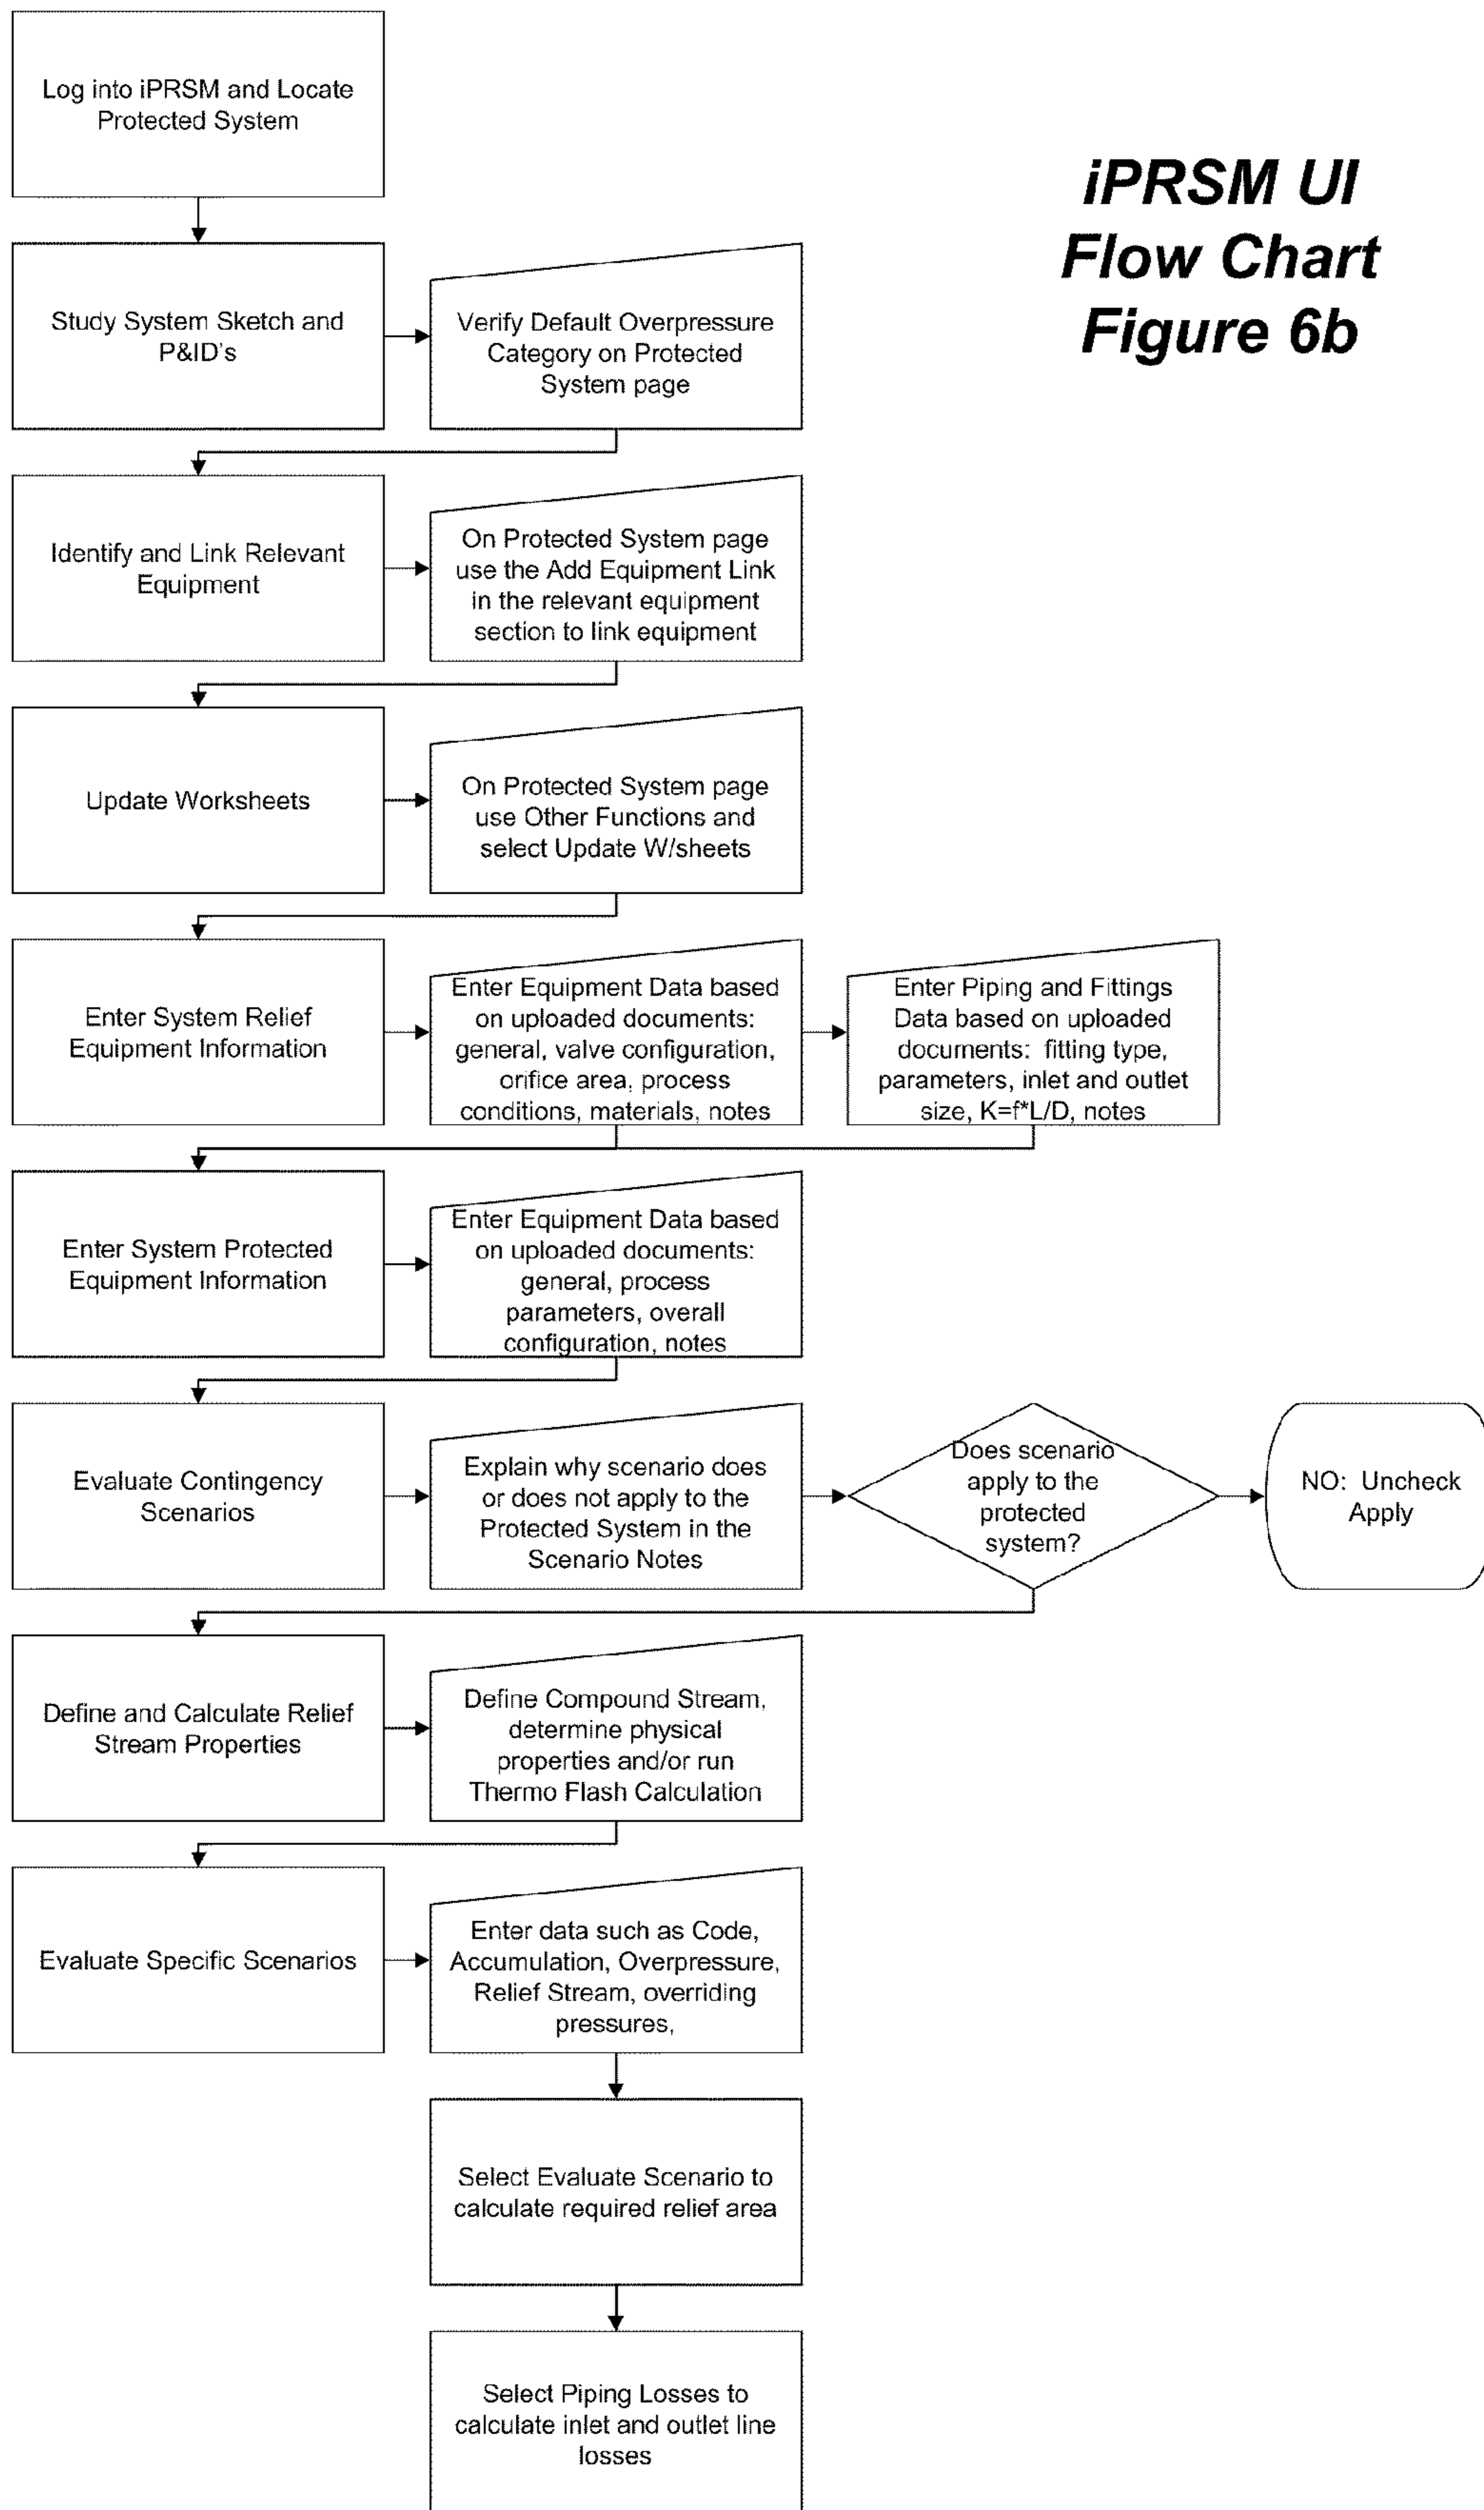 Log into iPRSM and Locate
Protected System
iPRSM UI
Flow Chart
Figure 6b
Study System Sketch and
P&ID's
Verify Default Overpressure
Category on Protected
System page
Identify and Link Relevant
Equipment
On Protected System page
use the Add Equipment Link
in the relevant equipment
section to link equipment
Update Worksheets
On Protected System page
use Other Functions and
select Update W/sheets
Enter System Relief
Equipment Information
Enter Equipment Data based
on uploaded documents:
general, valve configuration,
orifice area, process
conditions, materials, notes
Enter Piping and Fittings
Data based on uploaded
documents: fitting type,
parameters, inlet and outlet
size, K=f*L/D, notes
Enter System Protected
Equipment Information
Enter Equipment Data based
on uploaded documents:
general, process
parameters, overall
configuration, notes
Evaluate Contingency
Scenarios
Explain why scenario does
or does not apply to the
Protected System in the
Scenario Notes
Does scenario
apply to the
protected
system?
NO: Uncheck
Apply
Define and Calculate Relief
Stream Properties
Define Compound Stream,
determine physical
properties and/or run
Thermo Flash Calculation
Evaluate Specific Scenarios
Enter data such as Code,
Accumulation, Overpressure,
Relief Stream, overriding
pressures,
Select Evaluate Scenario to
calculate required relief area
Select Piping Losses to
calculate inlet and outlet line
losses